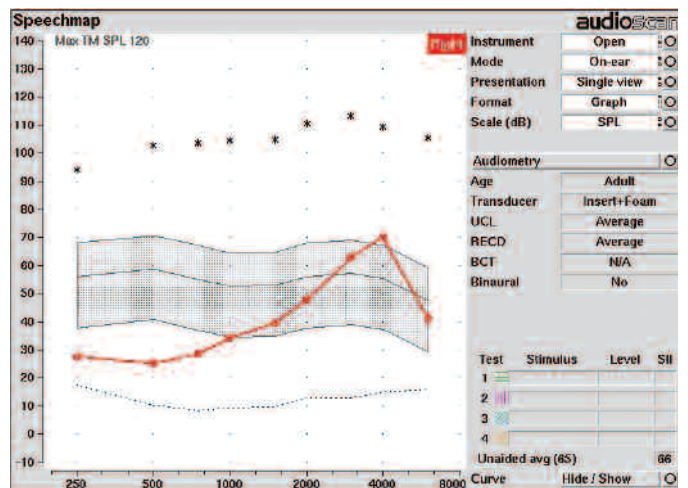 Speechmap
audioscan
Max TM SPL 120
Right
140
130
120
110
100
90
80
70
60
50
40
30
20
10
0
-10
250 500 1000 2000 4000 8000
Instrument Open
Mode On-ear
Presentation Single view
Format Graph
Scale (dB) SPL
Audiometry
Age Adult
Transducer Insert+Foam
UCL Average
RECD Average
BCT N/A
Binaural No
Test Stimulus Level SII
1
2
3
4
Unaided avg (65) 66
Curve Hide / Show